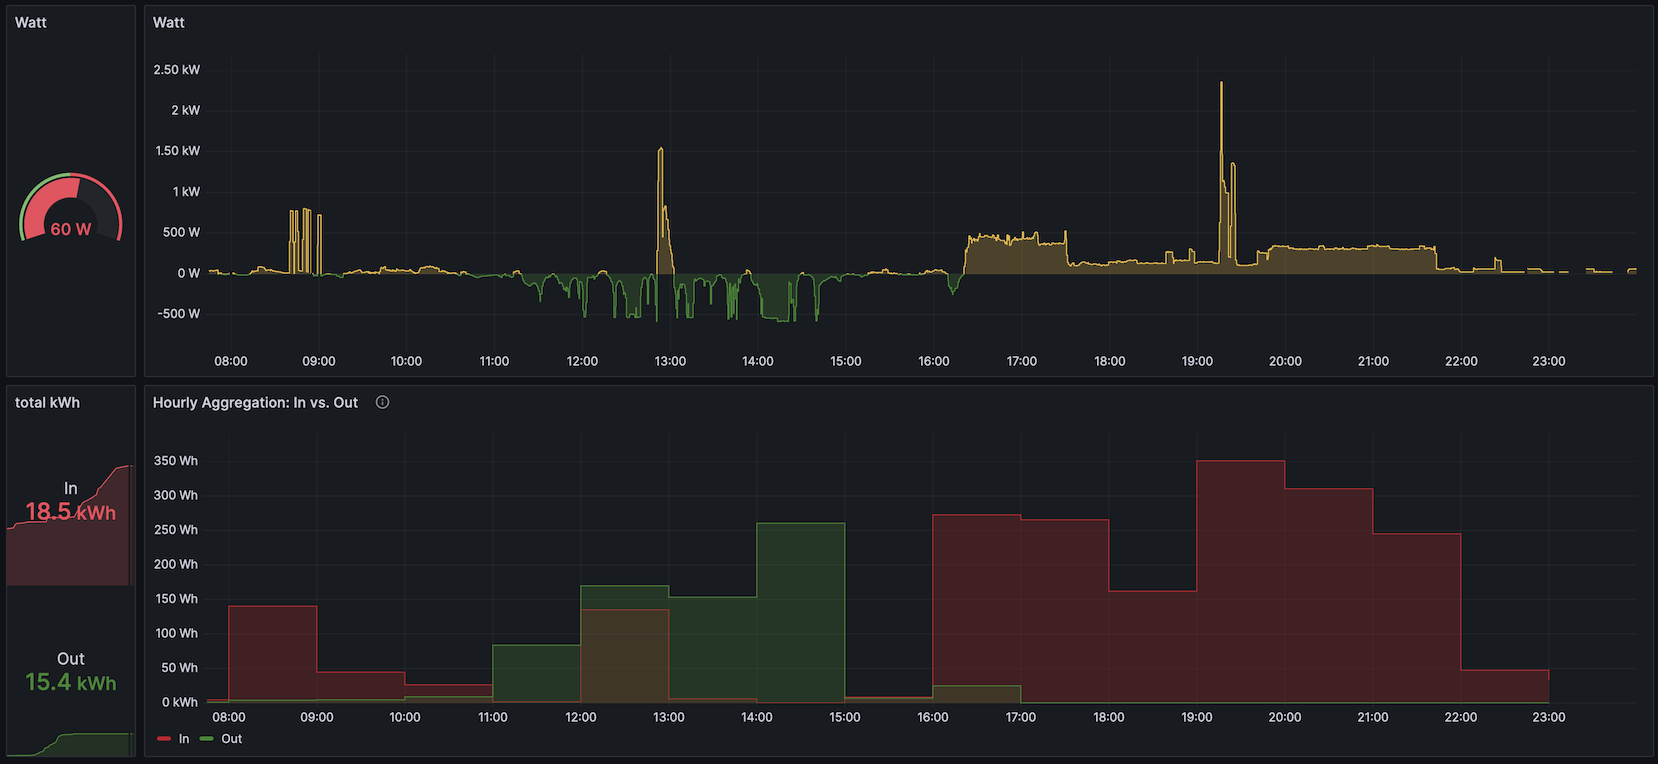 Watt
60 W
Watt
2.50 kW
2 kW
1.50 kW
1 kW
500 W
0 W
-500 W
08:00 09:00 10:00 11:00 12:00 13:00 14:00 15:00 16:00 17:00 18:00 19:00 20:00 21:00 22:00 23:00
total kWh
In
18.5 kWh
Out
15.4 kWh
Hourly Aggregation: In vs. Out
350 Wh
300 Wh
250 Wh
200 Wh
150 Wh
100 Wh
50 Wh
0 kWh
08:00 09:00 10:00 11:00 12:00 13:00 14:00 15:00 16:00 17:00 18:00 19:00 20:00 21:00 22:00 23:00
In Out